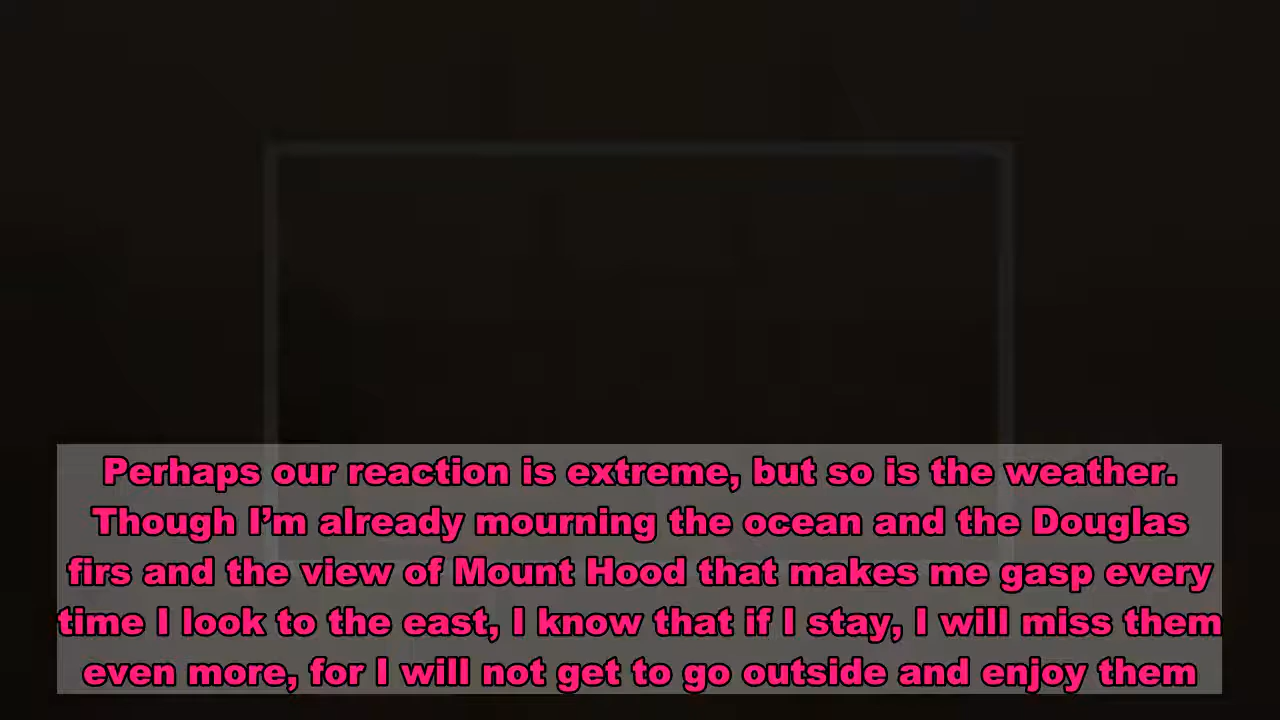 Perhaps our reaction is extreme, but so is the weather.
Though I’m already mourning the ocean and the Douglas
firs and the view of Mount Hood that makes me gasp every
time I look to the east, I know that if I stay, I will miss them
even more, for I will not get to go outside and enjoy them